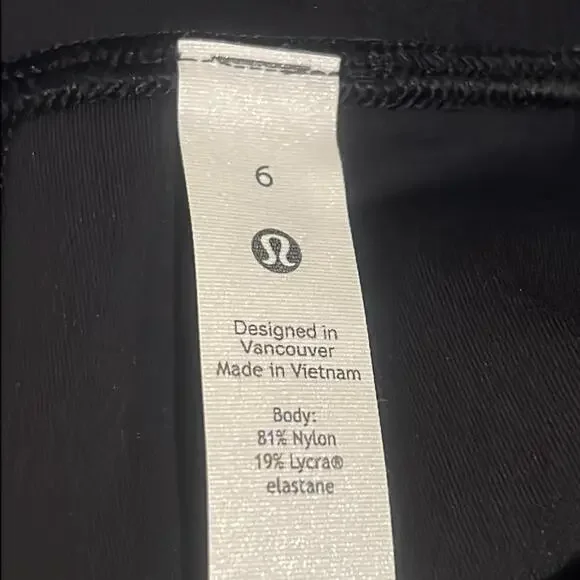 6
Designed in
Vancouver
Made in Vietnam
Body:
81% Nylon
19% Lycra®
elastane